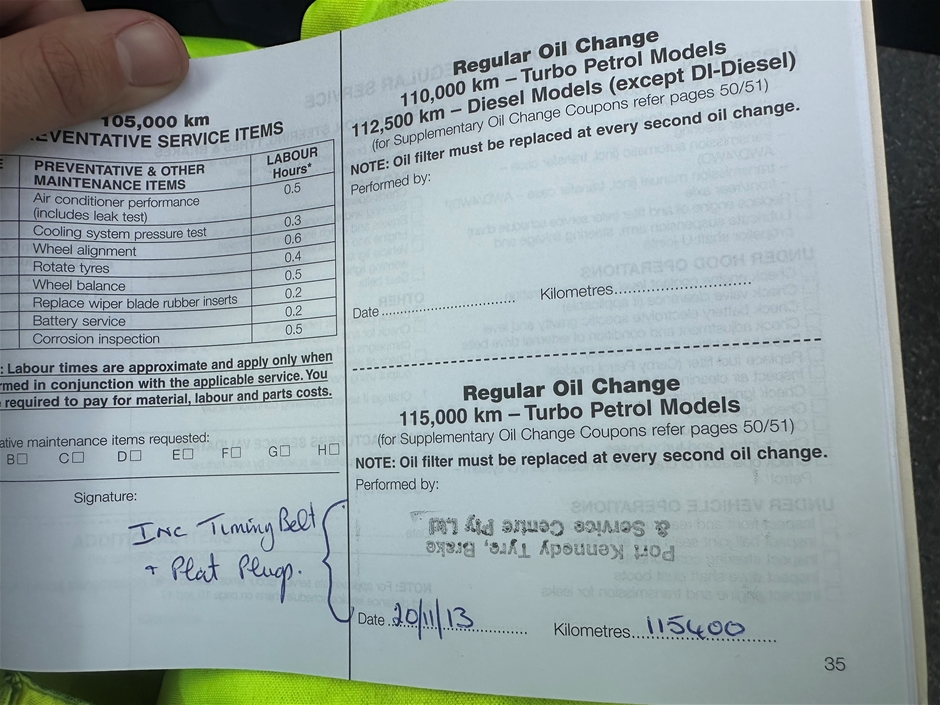 105,000 km
PREVENTATIVE SERVICE ITEMS
PREVENTATIVE & OTHER MAINTENANCE ITEMS LABOUR Hours*
Air conditioner performance (includes leak test) 0.5
Cooling system pressure test 0.3
Wheel alignment 0.6
Rotate tyres 0.4
Wheel balance 0.5
Replace wiper blade rubber inserts 0.2
Battery service 0.2
Corrosion inspection 0.5
: Labour times are approximate and apply only when
rmed in conjunction with the applicable service. You
required to pay for material, labour and parts costs.
ative maintenance items requested:
B☐ C☐ D☐ E☐ F☐ G☐ H☐
Signature:
INC Timing Belt
+ Plat Plugs.
Regular Oil Change
110,000 km – Turbo Petrol Models
112,500 km – Diesel Models (except DI-Diesel)
(for Supplementary Oil Change Coupons refer pages 50/51)
NOTE: Oil filter must be replaced at every second oil change.
Performed by:
Date.......... Kilometres..........
Regular Oil Change
115,000 km – Turbo Petrol Models
(for Supplementary Oil Change Coupons refer pages 50/51)
NOTE: Oil filter must be replaced at every second oil change.
Performed by:
Port Kennedy Tyre, Brake
& Service Centre Pty Ltd
Date 20/11/13 Kilometres 115400
35